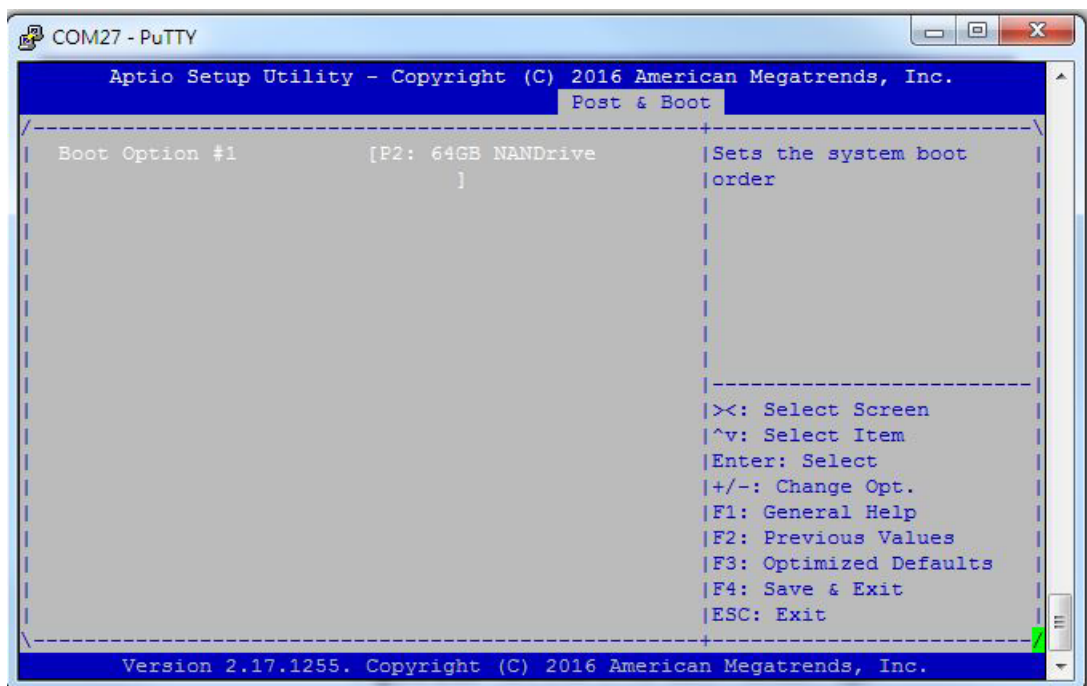 COM27 - PuTTY
Aptio Setup Utility - Copyright (C) 2016 American Megatrends, Inc.
Post & Boot
/----------------------------------------------------+-------------------------\
| Boot Option #1 [P2: 64GB NANDrive |Sets the system boot |
| ] |order |
| | |
| | |
| | |
| | |
| | |
| | |
| | |
| |-------------------------|
| |><: Select Screen |
| |^v: Select Item |
| |Enter: Select |
| |+/-: Change Opt. |
| |F1: General Help |
| |F2: Previous Values |
| |F3: Optimized Defaults |
| |F4: Save & Exit |
| |ESC: Exit |
\----------------------------------------------------+-------------------------/
Version 2.17.1255. Copyright (C) 2016 American Megatrends, Inc.